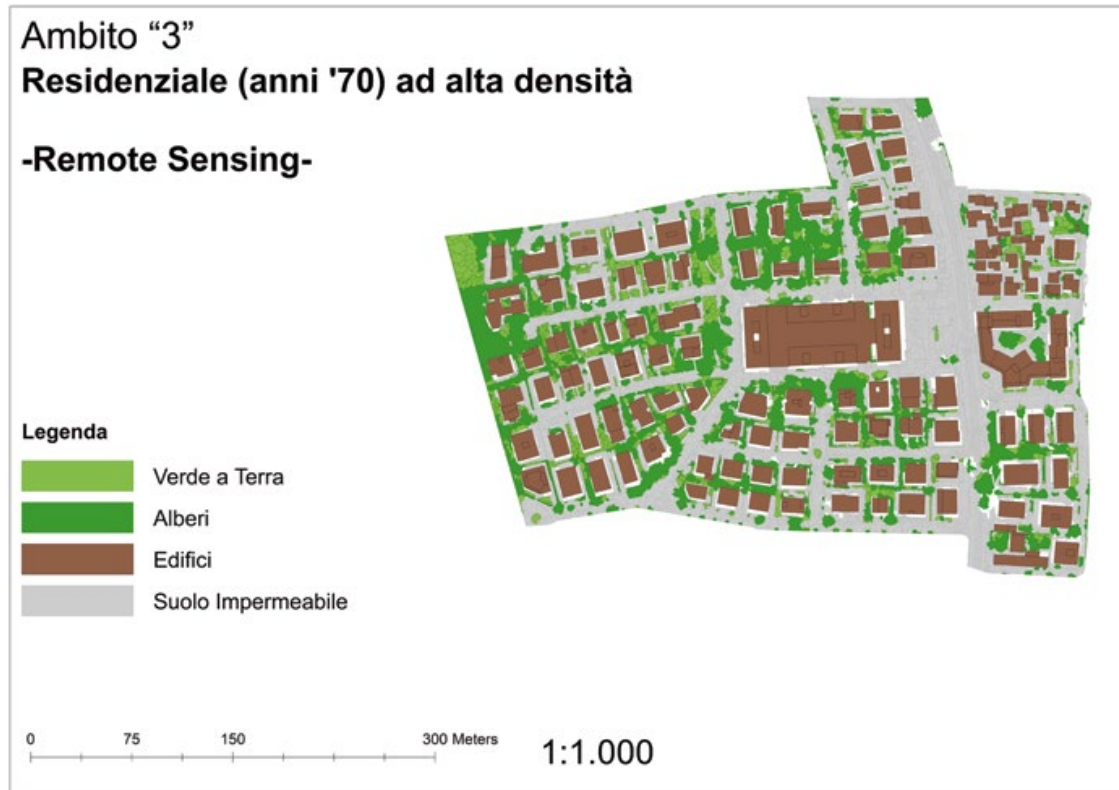 Ambito “3”
Residenziale (anni '70) ad alta densità
-Remote Sensing-
Legenda
Verde a Terra
Alberi
Edifici
Suolo Impermeabile
0 75 150 300 Meters
1:1.000